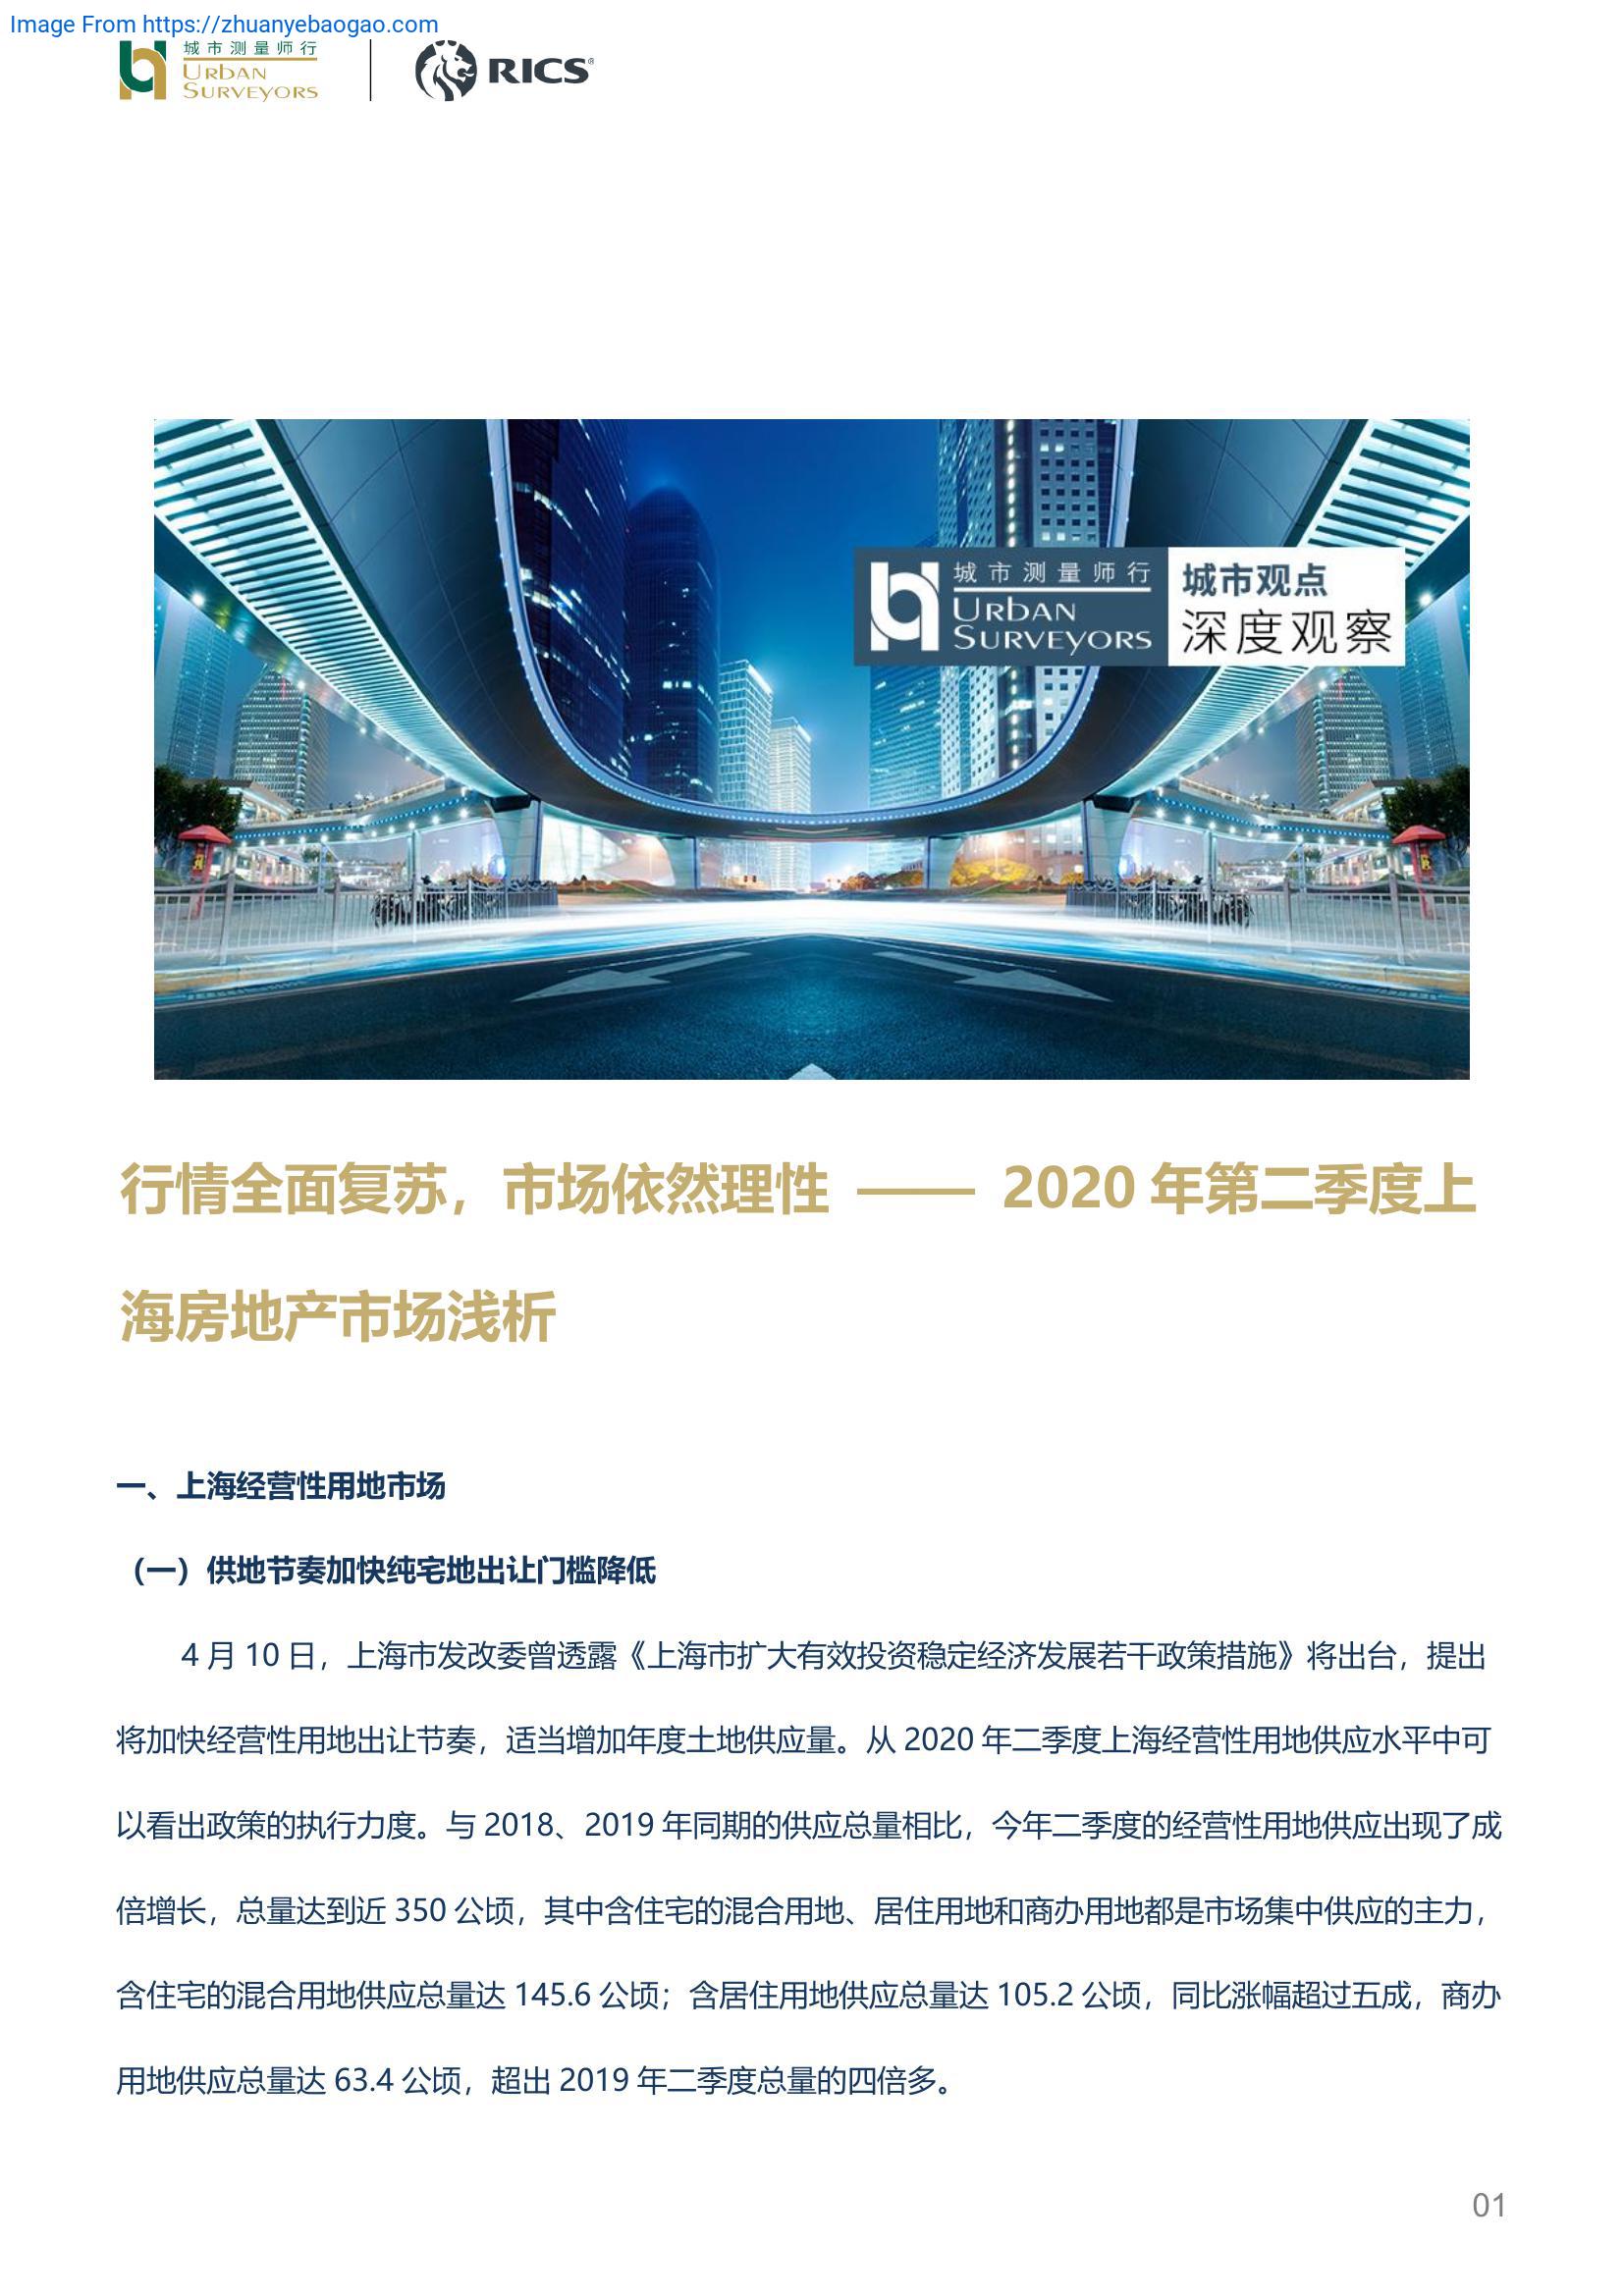 Image From https://zhuanyebaogao.com
城市测量师行
URBAN
SURVEYORS
RICS®
城市测量师行
URBAN
SURVEYORS
城市观点
深度观察
行情全面复苏，市场依然理性 —— 2020 年第二季度上
海房地产市场浅析
一、上海经营性用地市场
（一）供地节奏加快纯宅地出让门槛降低
4 月 10 日，上海市发改委曾透露《上海市扩大有效投资稳定经济发展若干政策措施》将出台，提出
将加快经营性用地出让节奏，适当增加年度土地供应量。从 2020 年二季度上海经营性用地供应水平中可
以看出政策的执行力度。与 2018、2019 年同期的供应总量相比，今年二季度的经营性用地供应出现了成
倍增长，总量达到近 350 公顷，其中含住宅的混合用地、居住用地和商办用地都是市场集中供应的主力，
含住宅的混合用地供应总量达 145.6 公顷；含居住用地供应总量达 105.2 公顷，同比涨幅超过五成，商办
用地供应总量达 63.4 公顷，超出 2019 年二季度总量的四倍多。
01